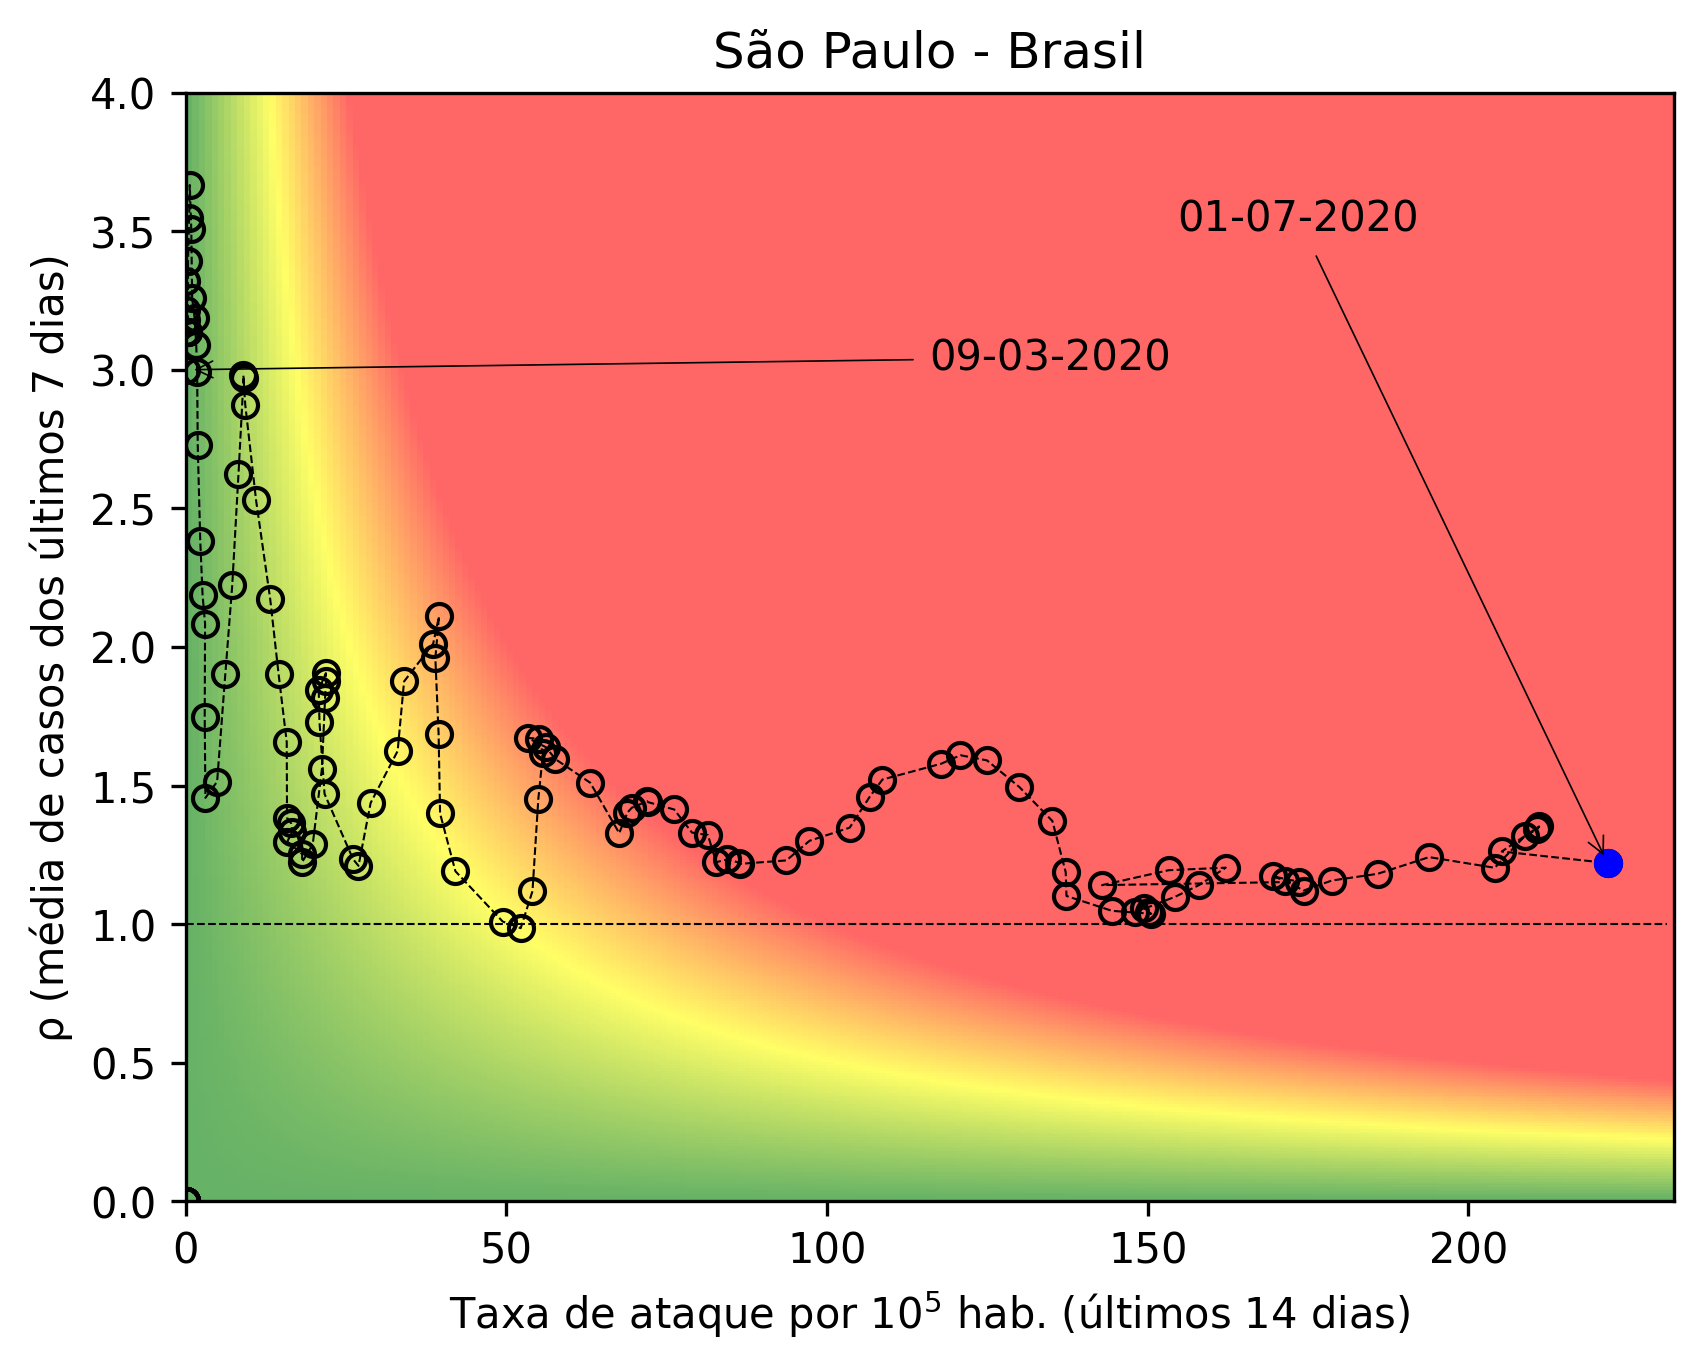 São Paulo - Brasil
4.0
3.5
3.0
2.5
2.0
1.5
1.0
0.5
0.0
ρ (média de casos dos últimos 7 dias)
01-07-2020
09-03-2020
0 50 100 150 200
Taxa de ataque por 10⁵ hab. (últimos 14 dias)